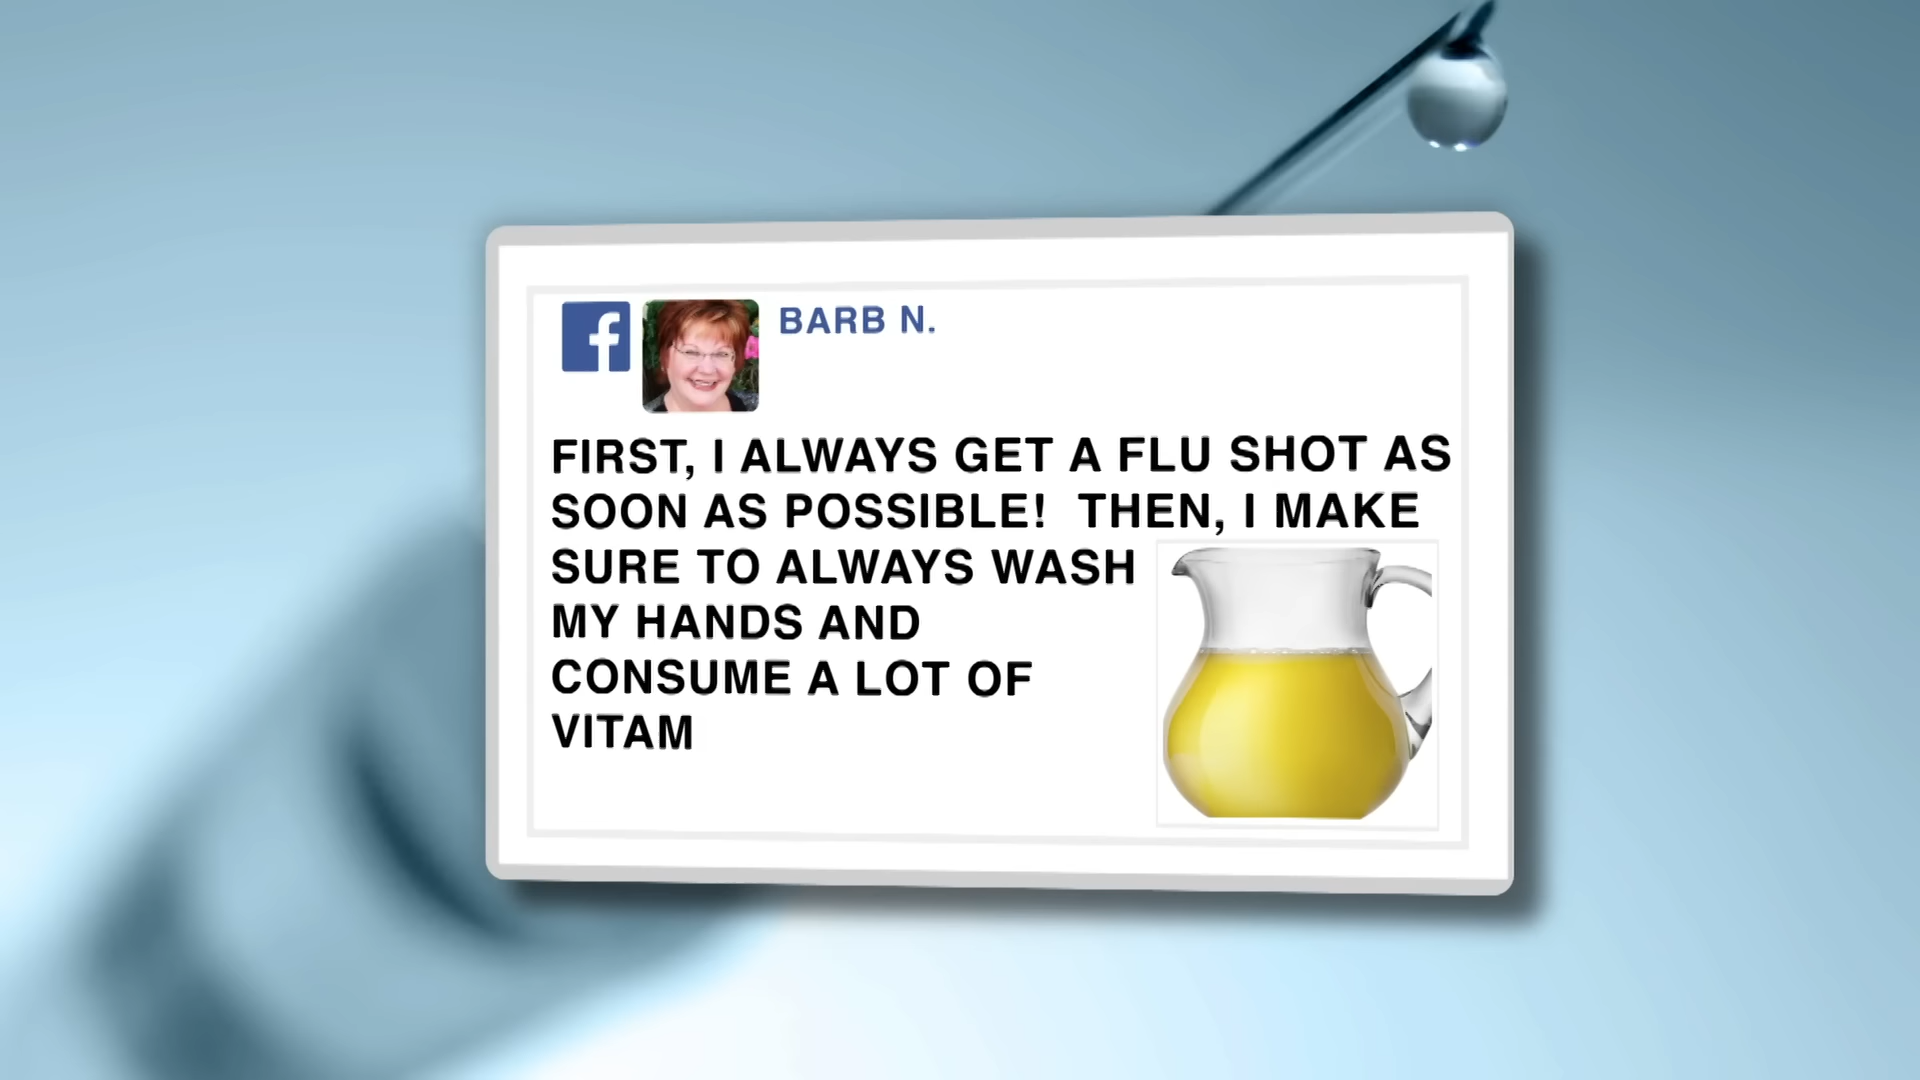 f
BARB N.
FIRST, I ALWAYS GET A FLU SHOT AS
SOON AS POSSIBLE!  THEN, I MAKE
SURE TO ALWAYS WASH
MY HANDS AND
CONSUME A LOT OF
VITAM